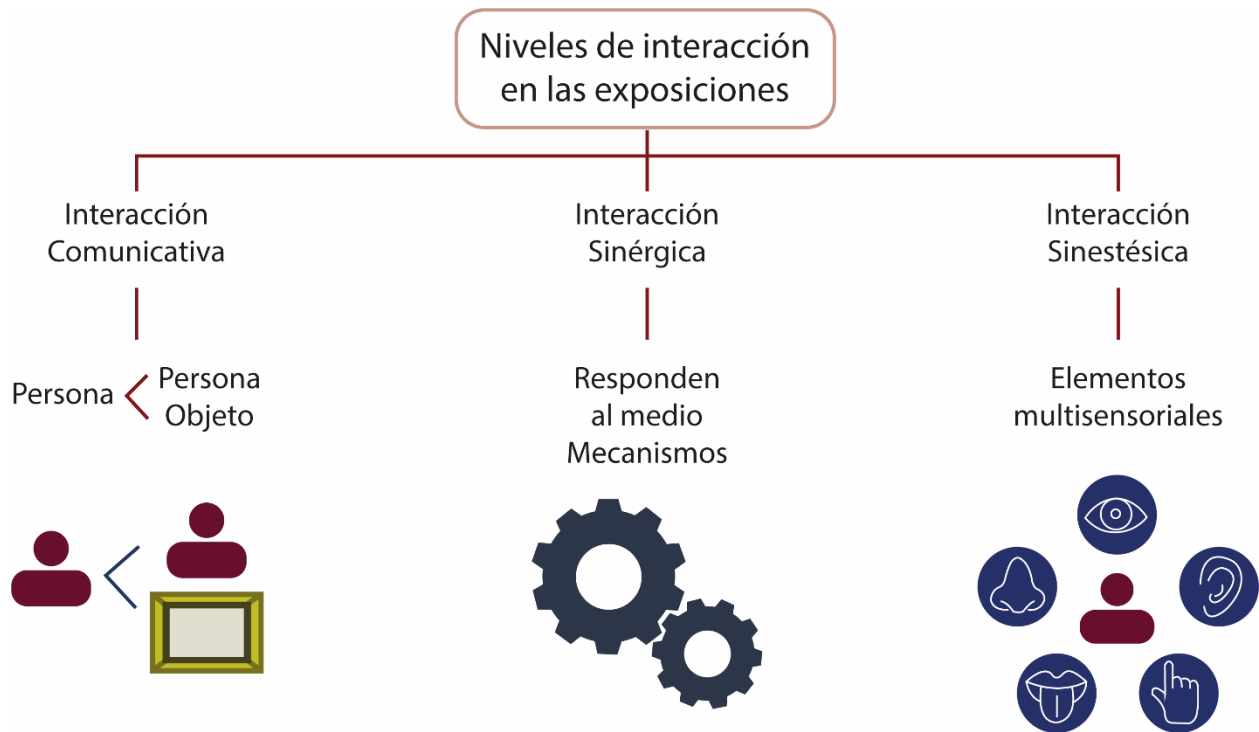 Niveles de interacción
en las exposiciones
Interacción
Comunicativa
Persona
Persona
Objeto
Interacción
Sinérgica
Responden
al medio
Mecanismos
Interacción
Sinestésica
Elementos
multisensoriales